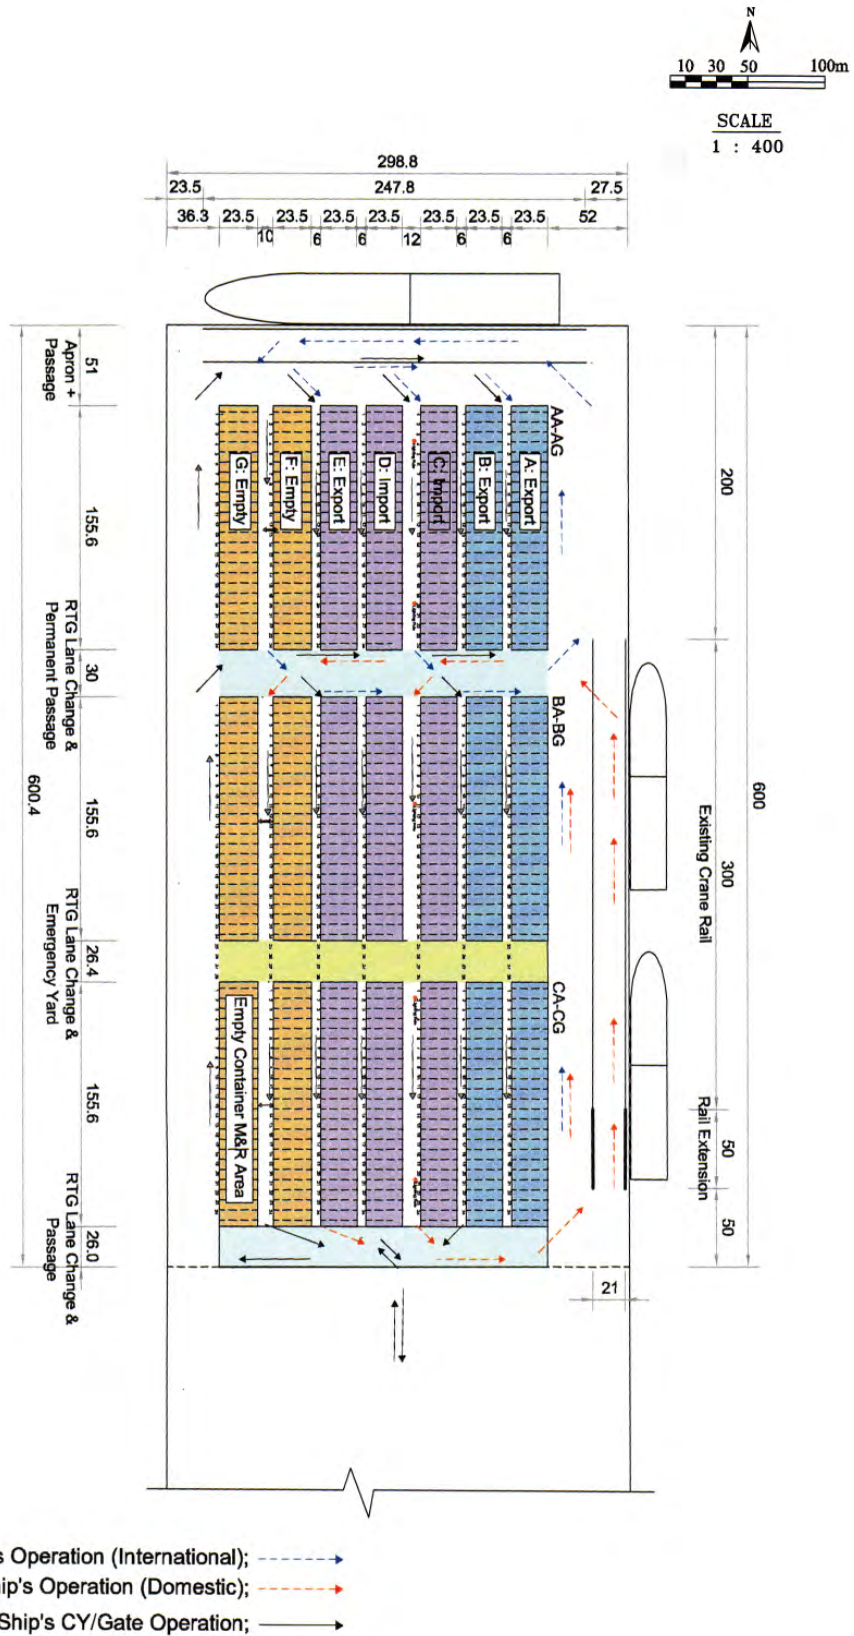 N
10 30 50 100m
SCALE
1 : 400
298.8
23.5 247.8 27.5
36.3 23.5 23.5 23.5 23.5 23.5 23.5 23.5 52
10 6 6 12 6 6
51
Apron +
Passage
155.6
30
RTG Lane Change &
Permanent Passage
155.6
26.4
RTG Lane Change &
Emergency Yard
155.6
26.0
RTG Lane Change &
Passage
600.4
AA-AG
G: Empty
F: Empty
E: Export
D: Import
C: Import
B: Export
A: Export
BA-BG
CA-CG
Empty Container M&R Area
200
600
300
Existing Crane Rail
50
Rail Extension
50
21
s Operation (International);
ip's Operation (Domestic);
Ship's CY/Gate Operation;